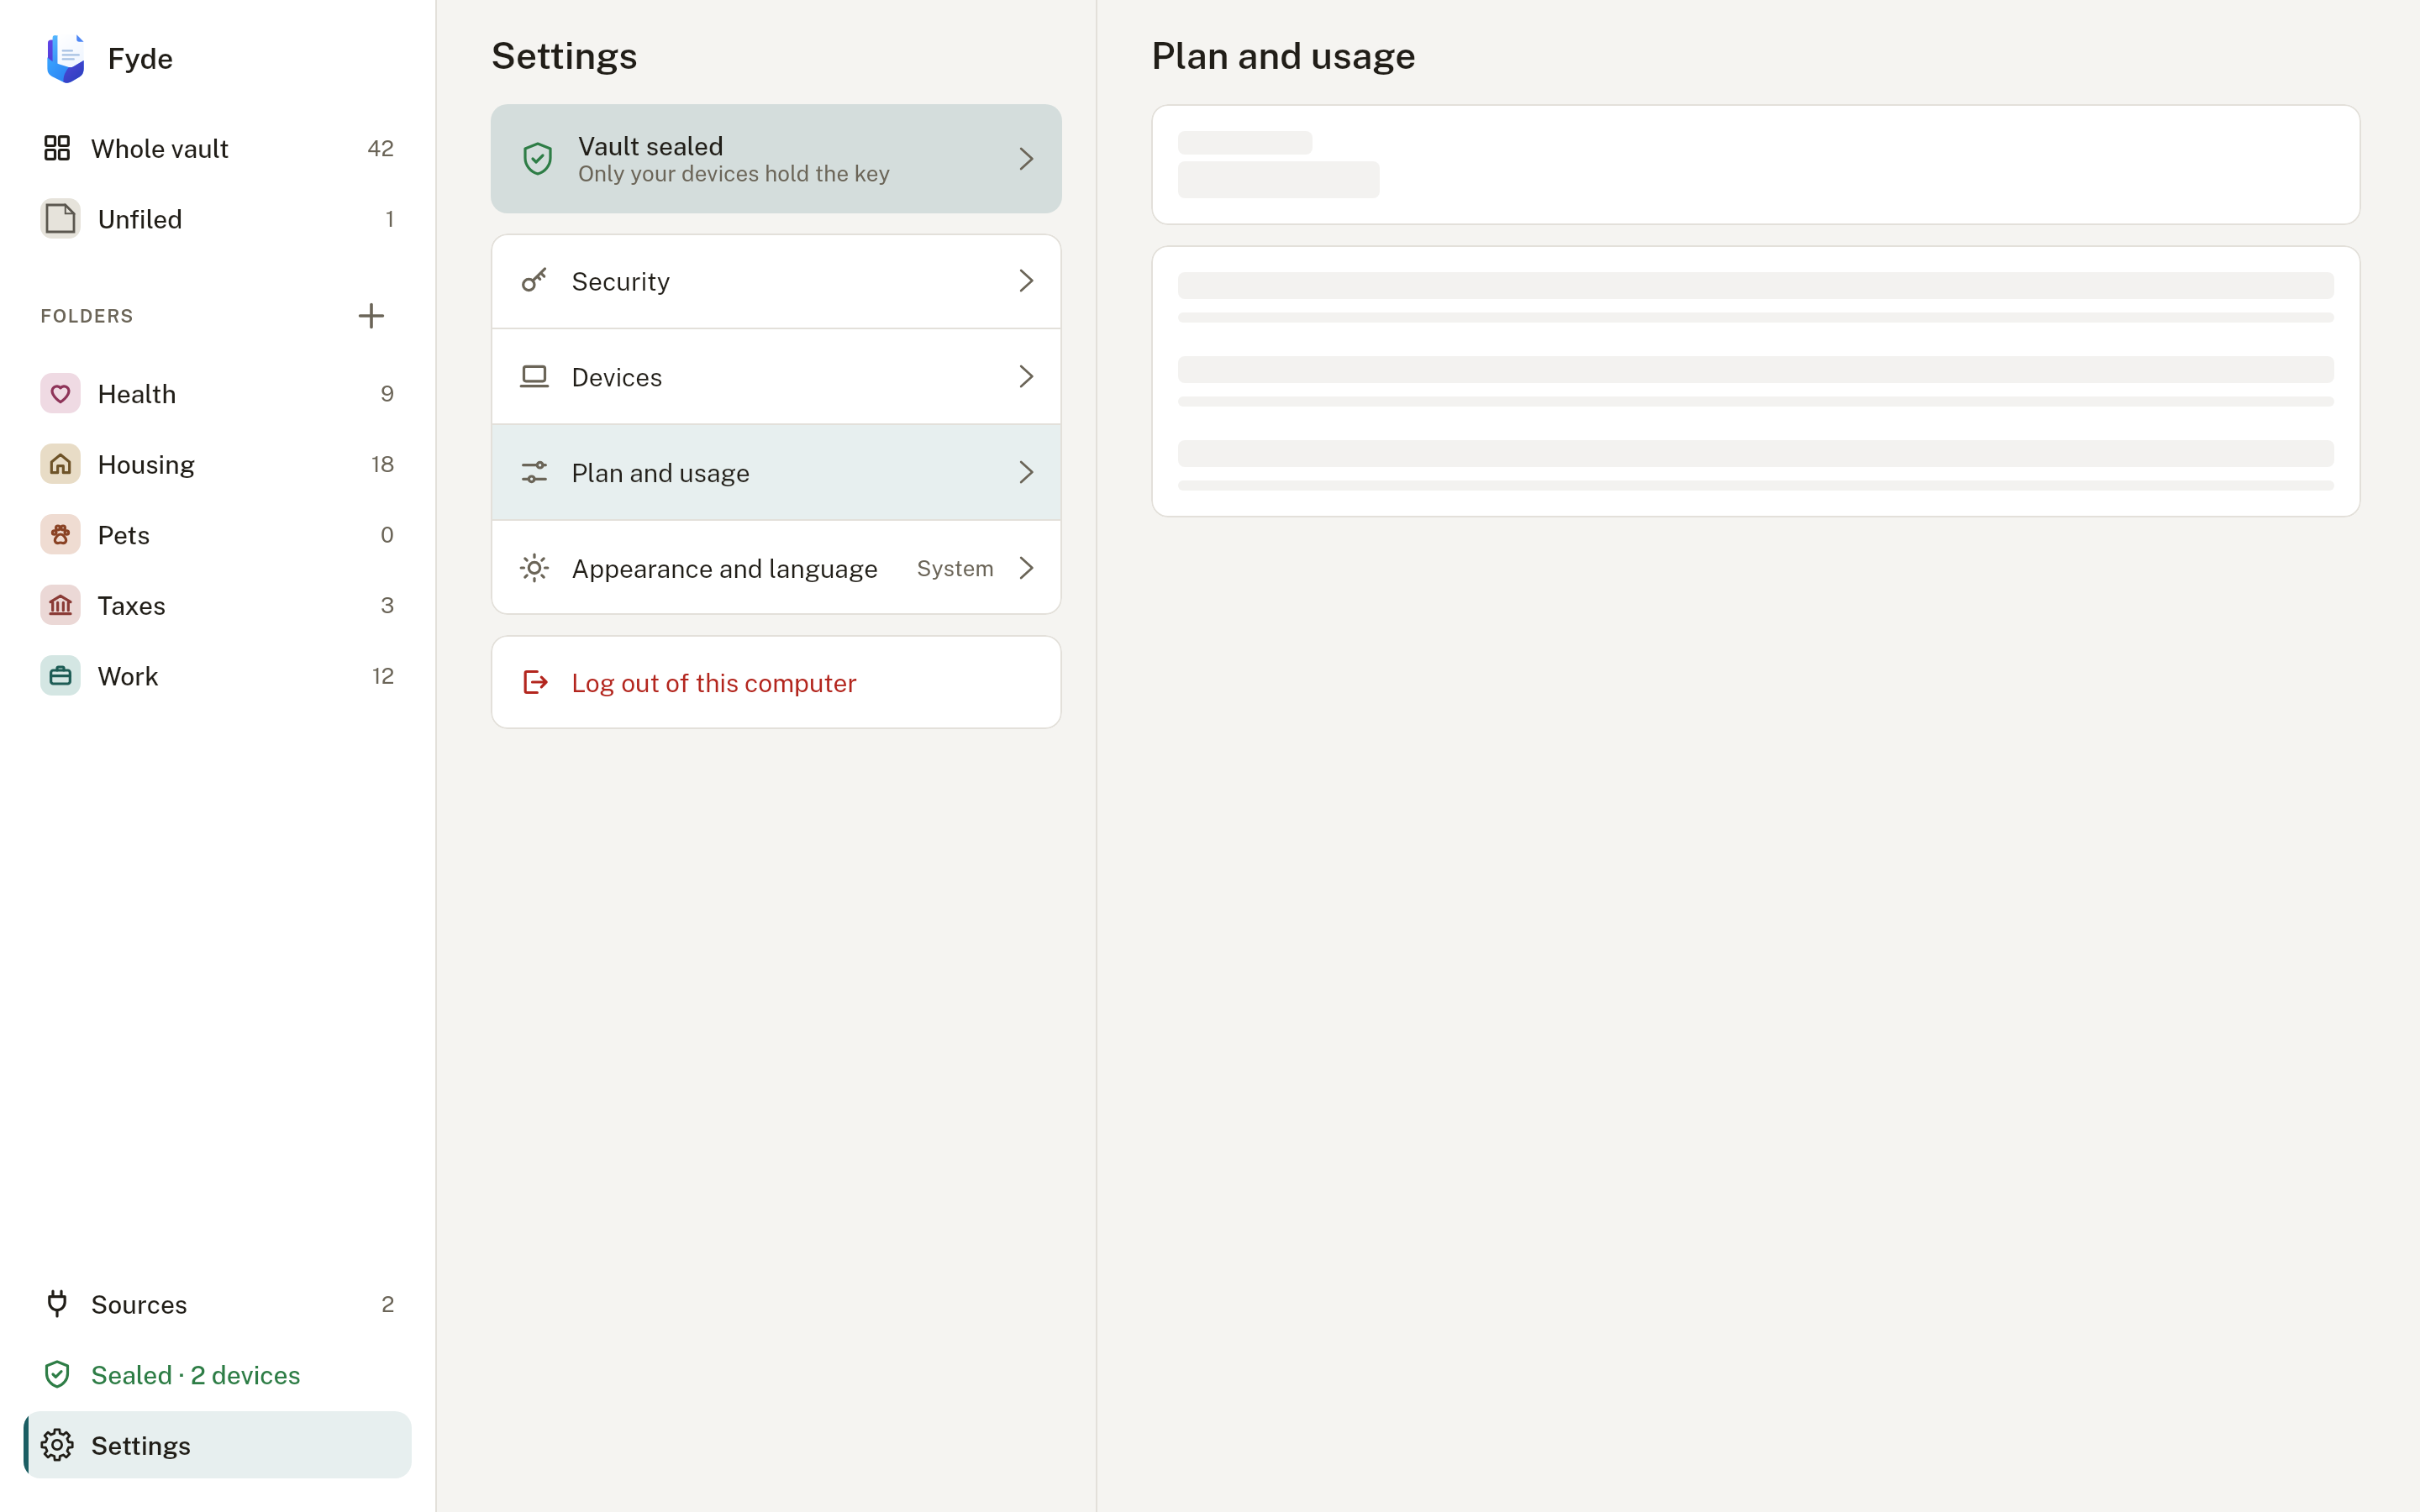 Fyde
Whole vault 42
Unfiled 1
FOLDERS
Health 9
Housing 18
Pets 0
Taxes 3
Work 12
Sources 2
Sealed · 2 devices
Settings
Settings
Vault sealed
Only your devices hold the key
Security
Devices
Plan and usage
Appearance and language System
Log out of this computer
Plan and usage